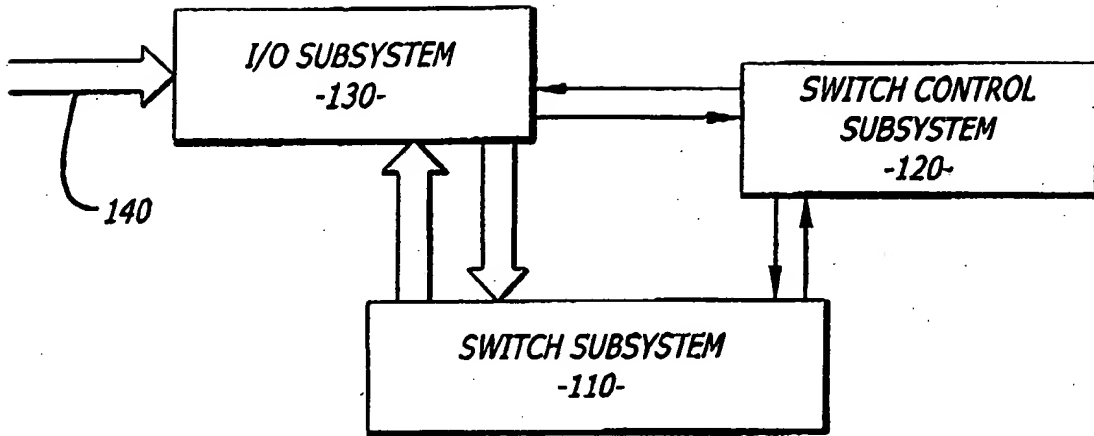 I/O SUBSYSTEM
-130-
SWITCH CONTROL
SUBSYSTEM
-120-
140
SWITCH SUBSYSTEM
-110-